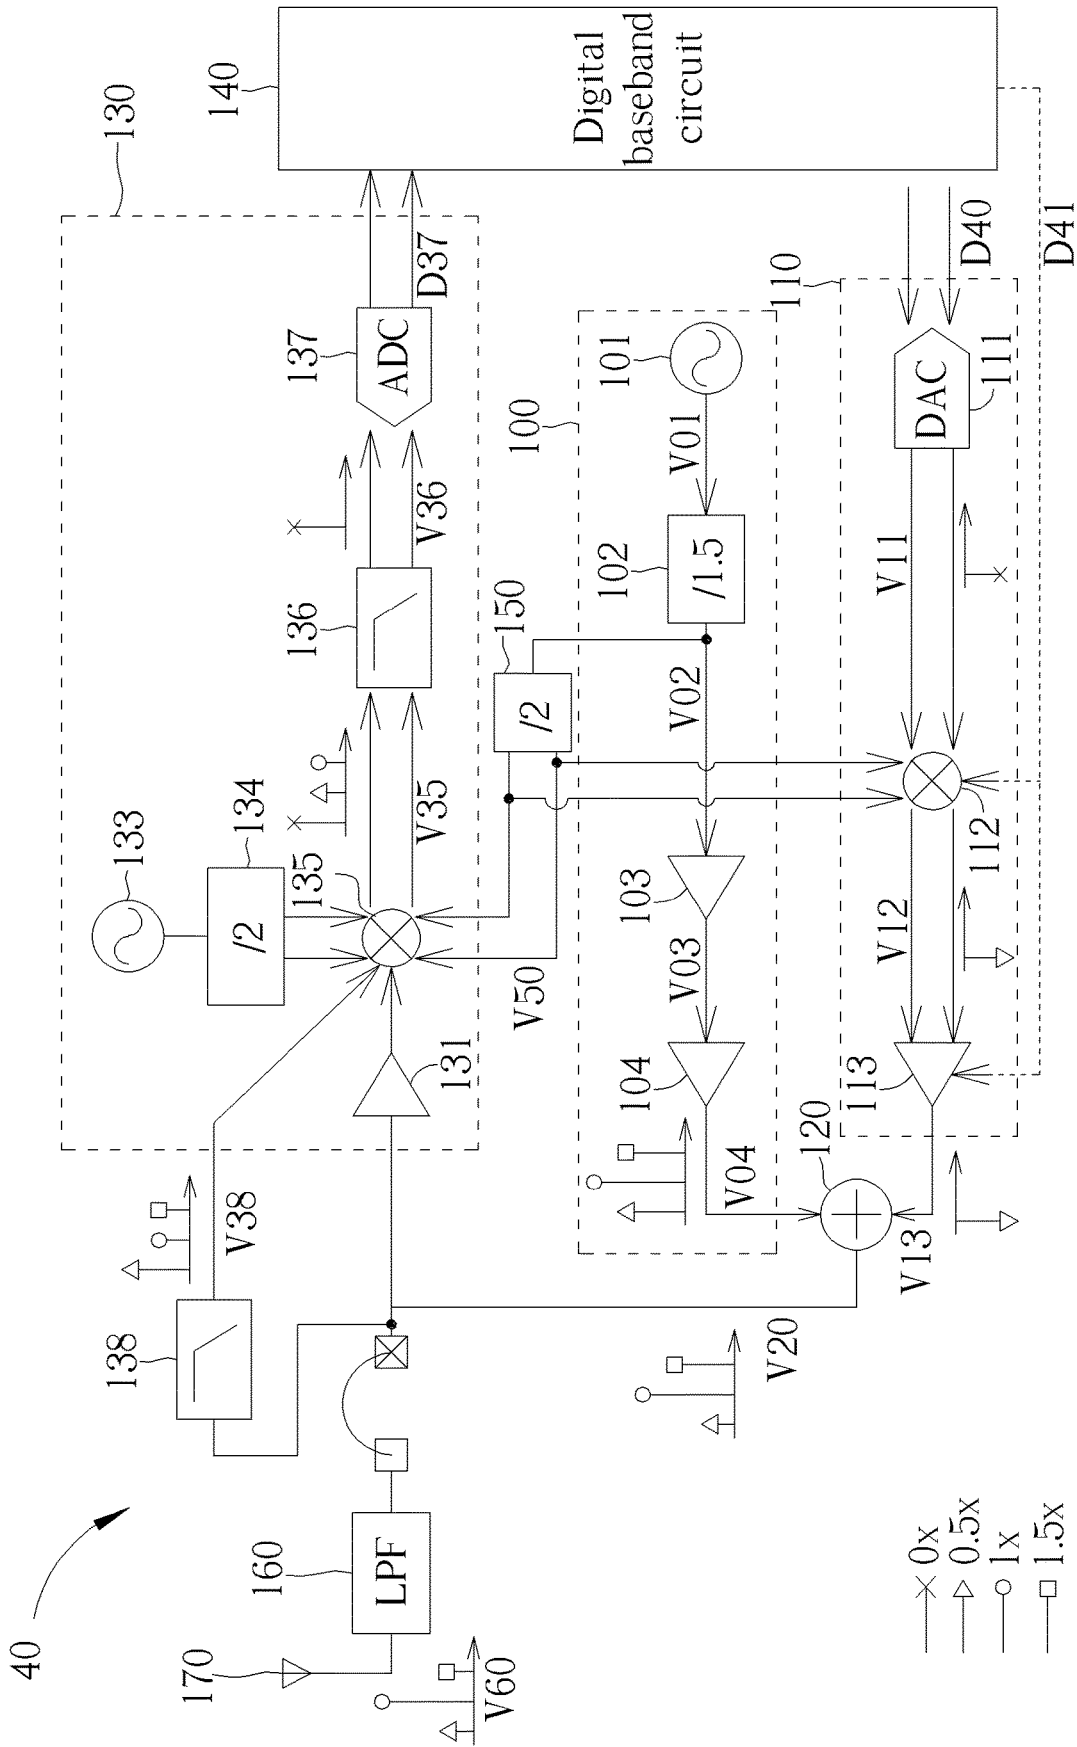 40
170
160
LPF
V60
138
V38
V20
130
131
133
134
/2
135
V35
136
V36
137
ADC
D37
140
Digital
baseband
circuit
150
/2
V50
100
101
V01
102
/1.5
V02
103
V03
104
V04
110
D40
D41
111
DAC
V11
112
V12
113
V13
120
0x
0.5x
1x
1.5x